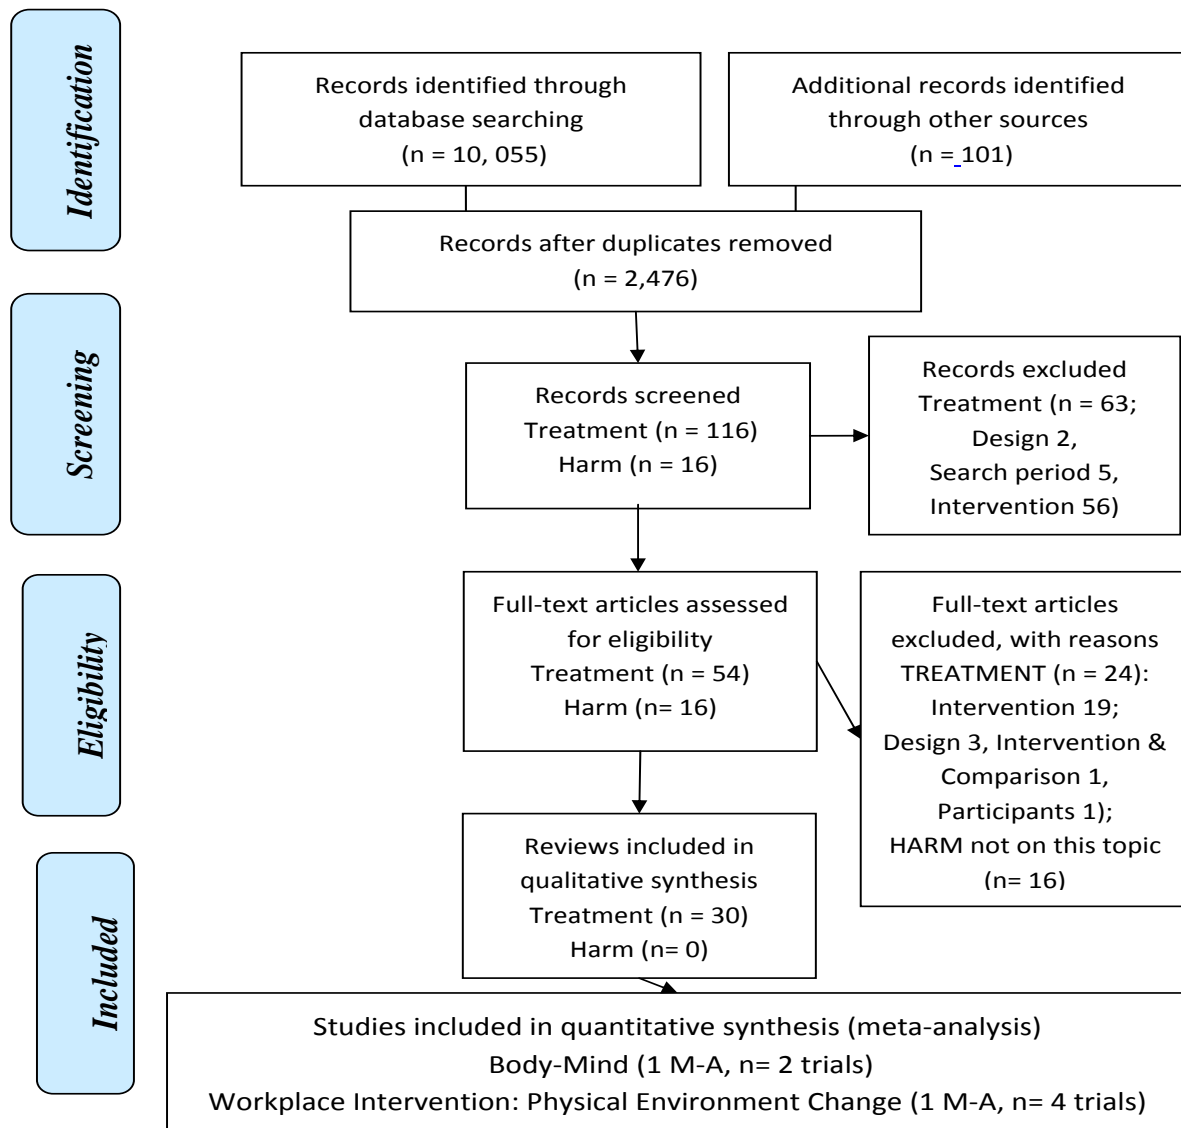 Identification
Records identified through
database searching
(n = 10, 055)
Additional records identified
through other sources
(n = 101)
Records after duplicates removed
(n = 2,476)
Screening
Records screened
Treatment (n = 116)
Harm (n = 16)
Records excluded
Treatment (n = 63;
Design 2,
Search period 5,
Intervention 56)
Eligibility
Full-text articles assessed
for eligibility
Treatment (n = 54)
Harm (n= 16)
Full-text articles
excluded, with reasons
TREATMENT (n = 24):
Intervention 19;
Design 3, Intervention &
Comparison 1,
Participants 1);
HARM not on this topic
(n= 16)
Included
Reviews included in
qualitative synthesis
Treatment (n = 30)
Harm (n= 0)
Studies included in quantitative synthesis (meta-analysis)
Body-Mind (1 M-A, n= 2 trials)
Workplace Intervention: Physical Environment Change (1 M-A, n= 4 trials)